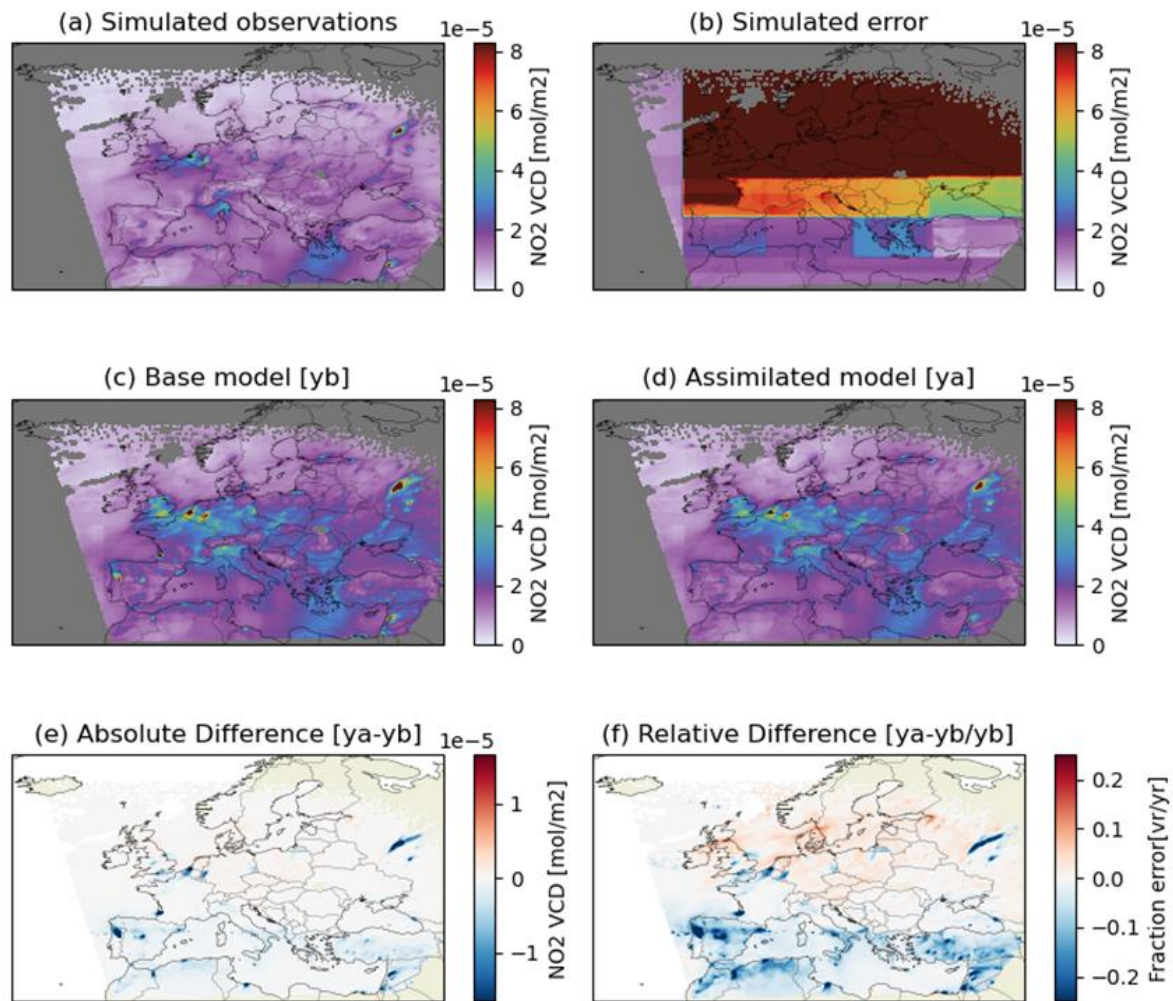 (a) Simulated observations
(b) Simulated error
1e−5
8
6
4
2
0
NO2 VCD [mol/m2]
1e−5
8
6
4
2
0
NO2 VCD [mol/m2]
(c) Base model [yb]
(d) Assimilated model [ya]
1e−5
8
6
4
2
0
NO2 VCD [mol/m2]
1e−5
8
6
4
2
0
NO2 VCD [mol/m2]
(e) Absolute Difference [ya-yb]
(f) Relative Difference [ya-yb/yb]
1e−5
1
0
−1
NO2 VCD [mol/m2]
0.2
0.1
0.0
−0.1
−0.2
Fraction error[vr/yr]